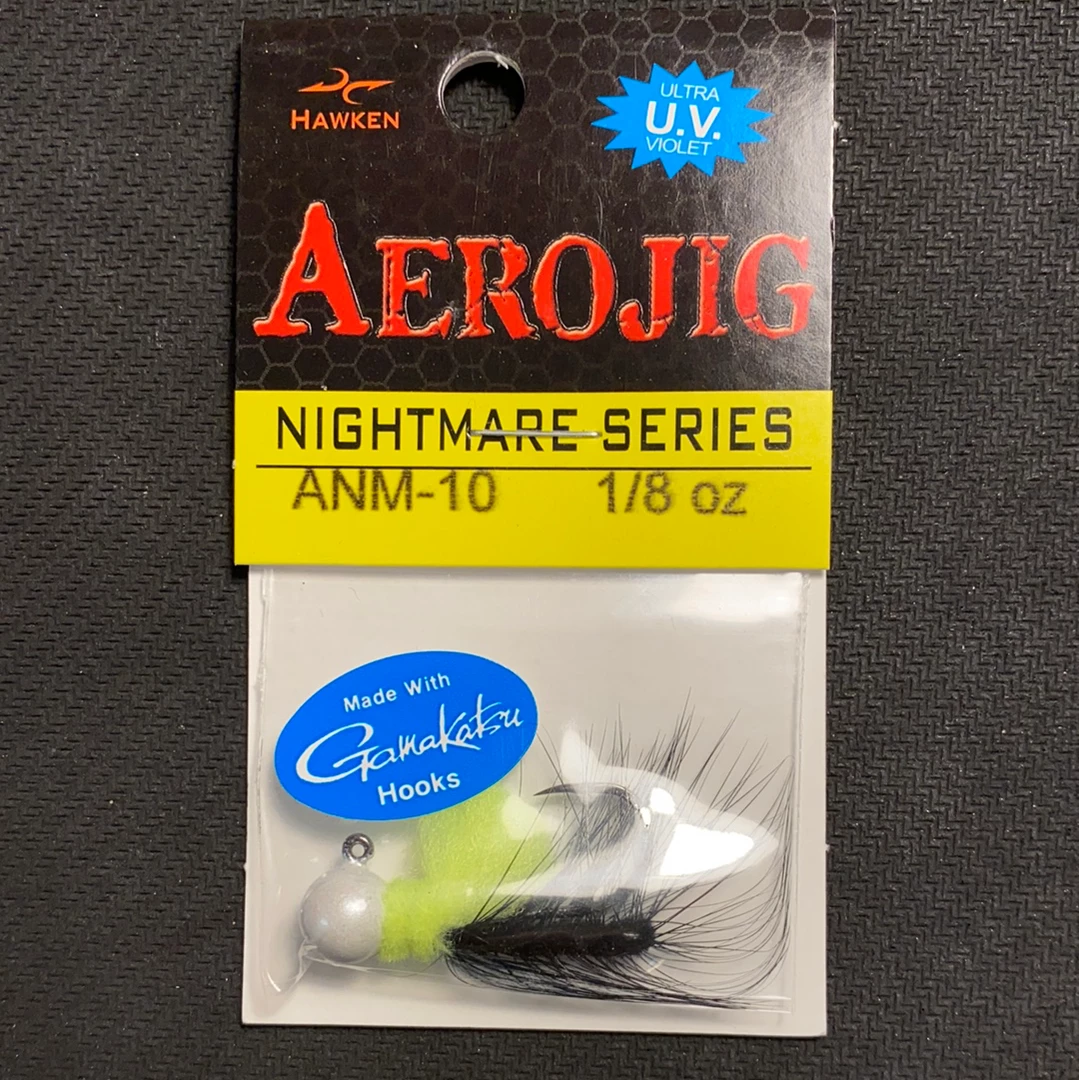 HAWKEN
ULTRA
U.V.
VIOLET
AEROJIG
NIGHTMARE SERIES
ANM-10 1/8 oz
Made With
Gamakatsu
Hooks